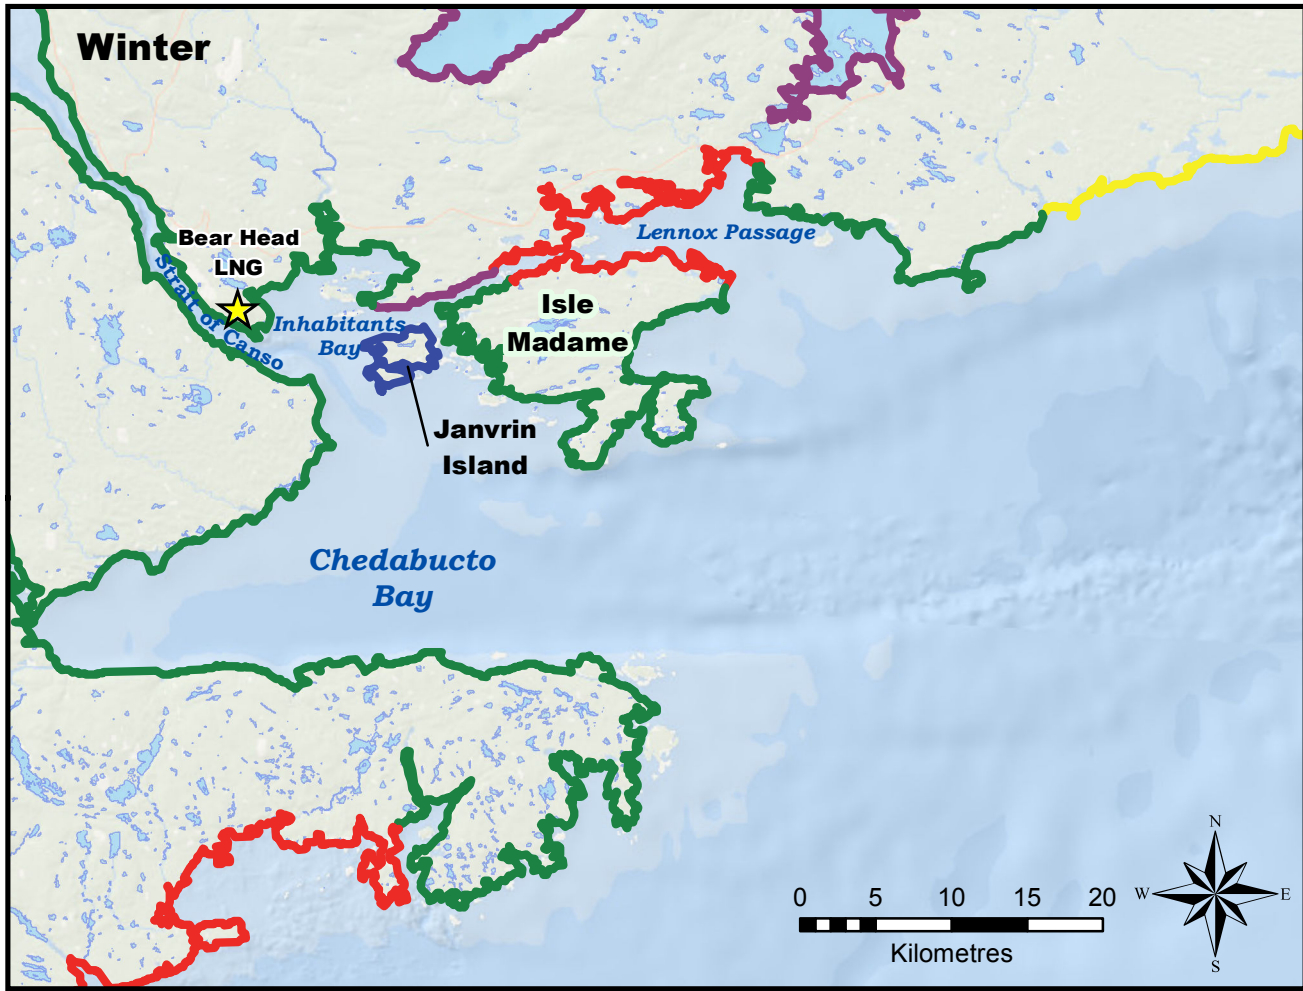 Winter
Bear Head
LNG
Strait of Canso
Inhabitants
Bay
Lennox Passage
Isle
Madame
Janvrin
Island
Chedabucto
Bay
N
W
E
S
0 5 10 15 20
Kilometres